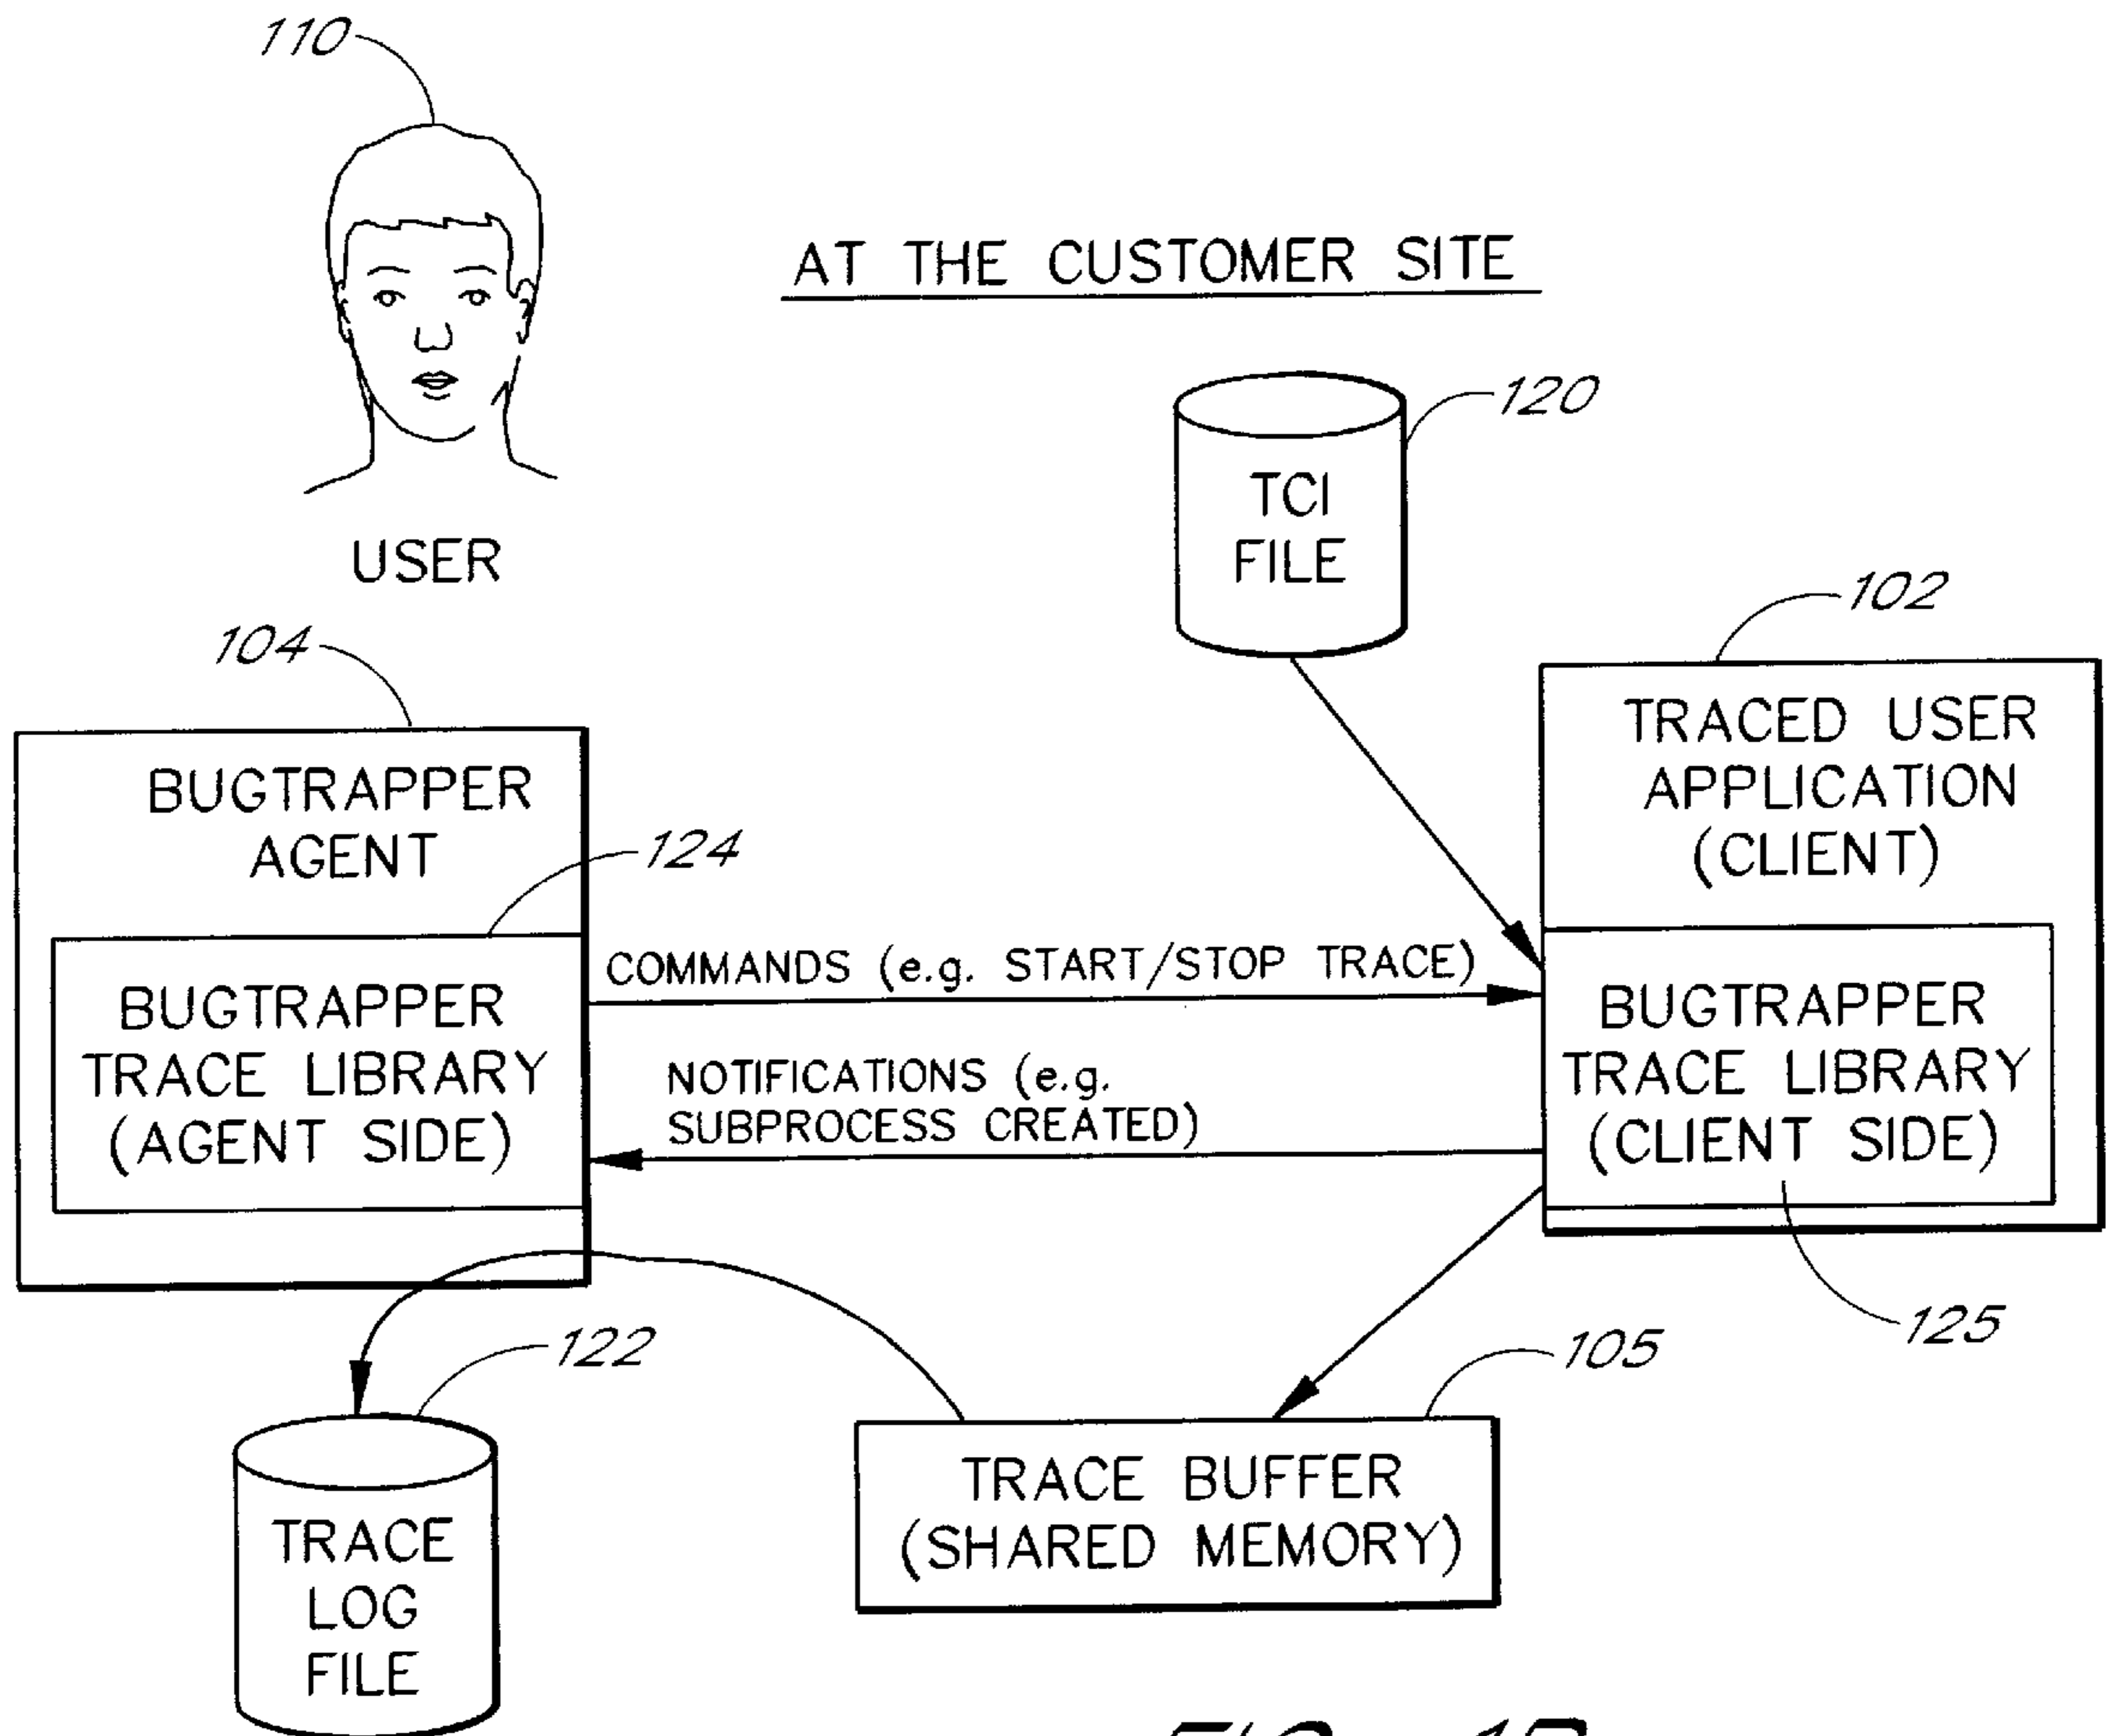 110
AT THE CUSTOMER SITE
120
TCI
FILE
USER
102
104
TRACED USER
APPLICATION
(CLIENT)
BUGTRAPPER
AGENT
124
COMMANDS (e.g. START/STOP TRACE)
BUGTRAPPER
TRACE LIBRARY
(AGENT SIDE)
BUGTRAPPER
TRACE LIBRARY
(CLIENT SIDE)
NOTIFICATIONS (e.g.
SUBPROCESS CREATED)
125
122
105
TRACE BUFFER
(SHARED MEMORY)
TRACE
LOG
FILE